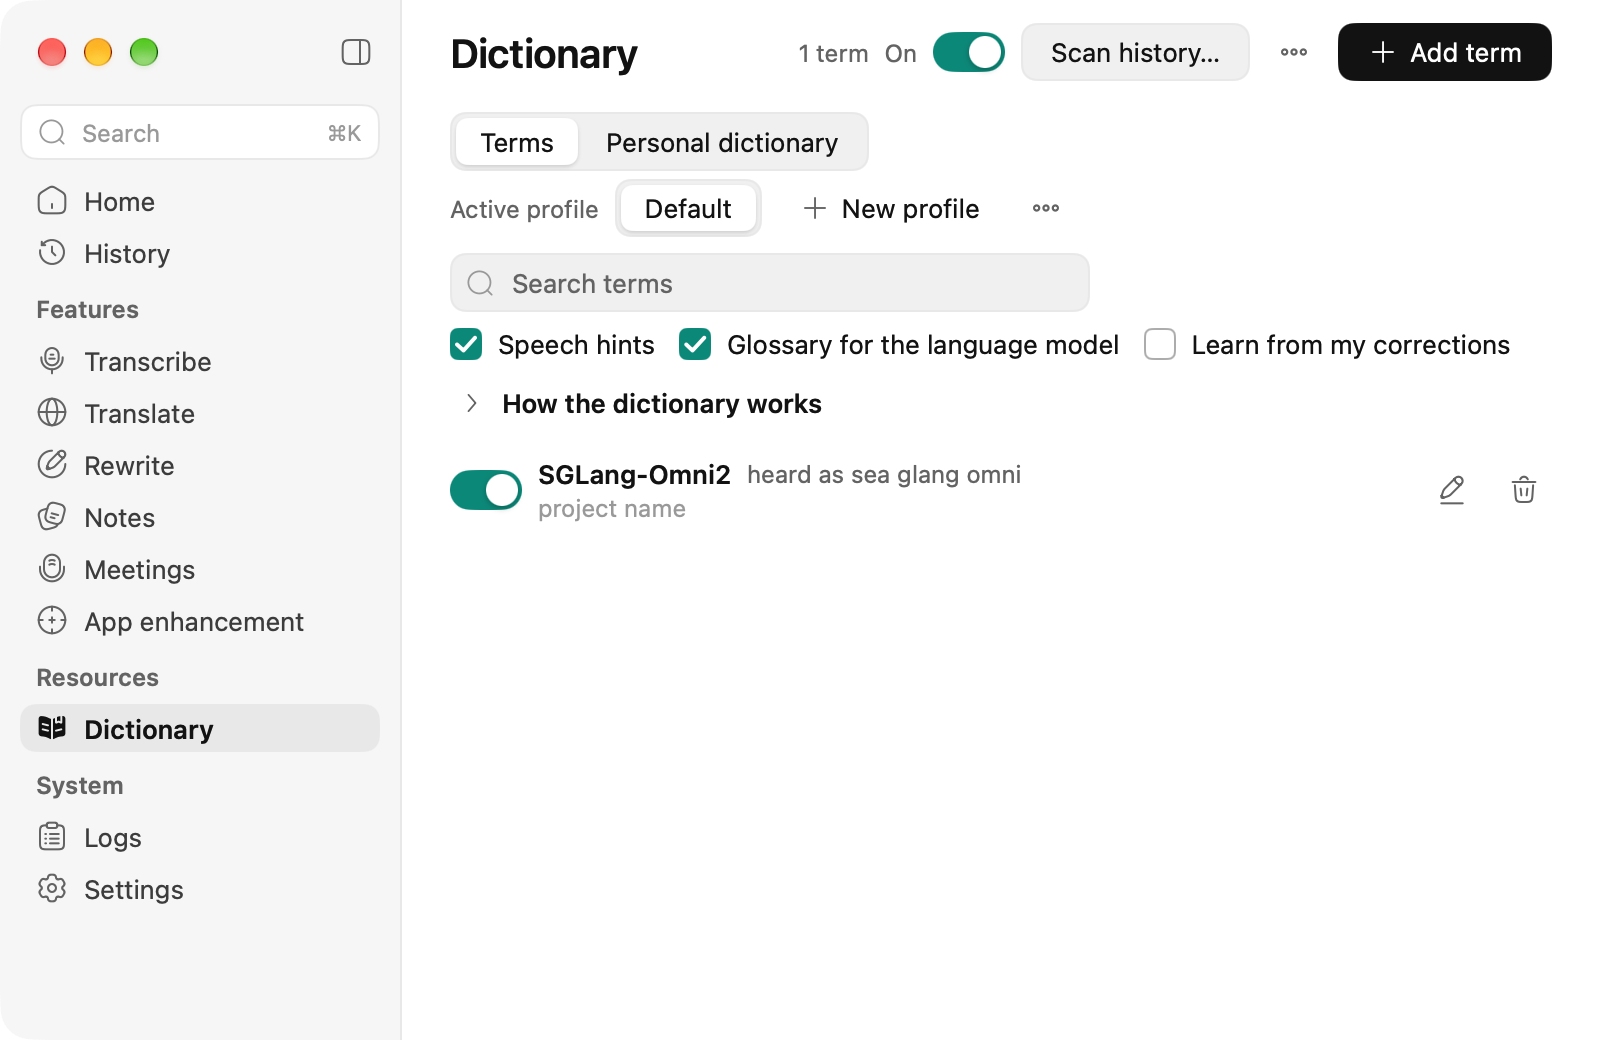 Search ⌘K
Home
History
Features
Transcribe
Translate
Rewrite
Notes
Meetings
App enhancement
Resources
Dictionary
System
Logs
Settings
Dictionary 1 term On Scan history... Add term
Terms Personal dictionary
Active profile Default New profile
Search terms
Speech hints Glossary for the language model Learn from my corrections
How the dictionary works
SGLang-Omni2 heard as sea glang omni
project name